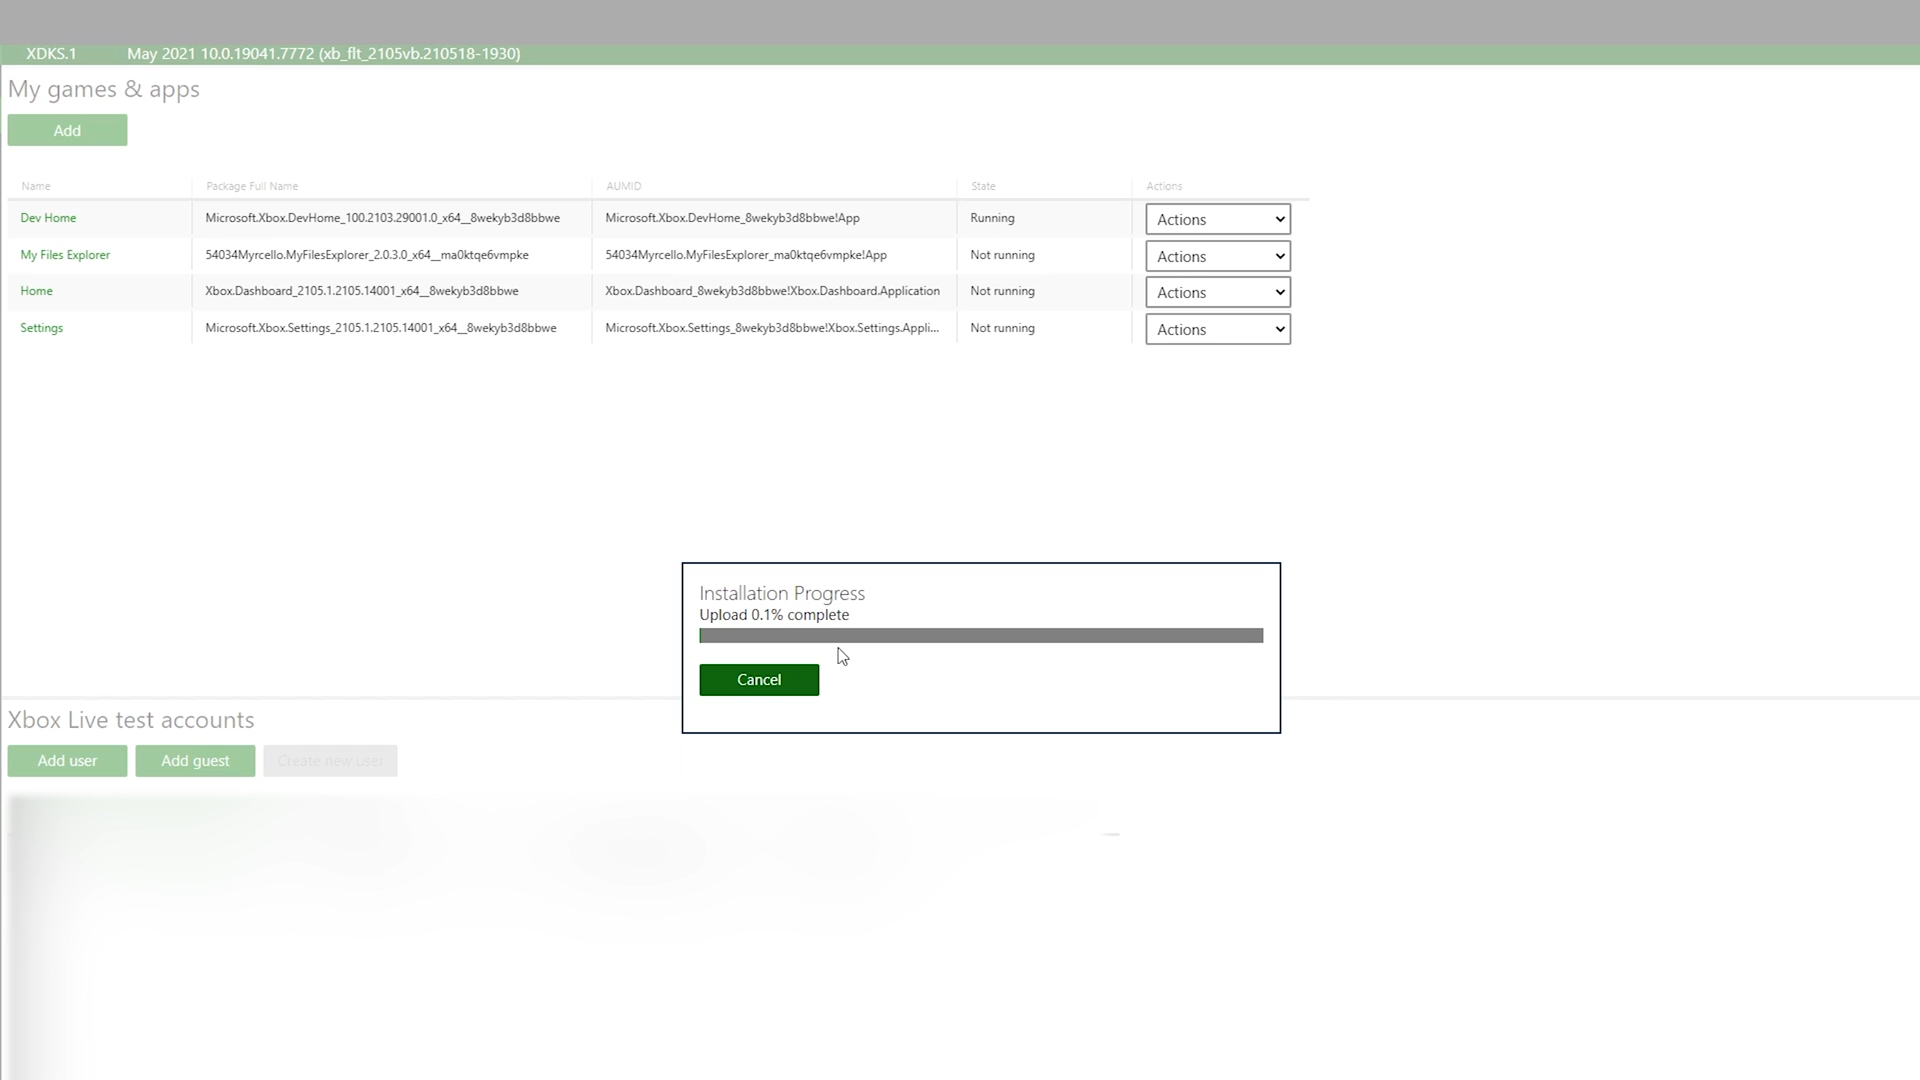 XDKS.1 May 2021 10.0.19041.7772 (xb_flt_2105vb.210518-1930)
My games & apps
Add
Name Package Full Name AUMID State Actions
Dev Home Microsoft.Xbox.DevHome_100.2103.29001.0_x64__8wekyb3d8bbwe Microsoft.Xbox.DevHome_8wekyb3d8bbwe!App Running Actions
My Files Explorer 54034Myrcello.MyFilesExplorer_2.0.3.0_x64__ma0ktqe6vmpke 54034Myrcello.MyFilesExplorer_ma0ktqe6vmpke!App Not running Actions
Home Xbox.Dashboard_2105.1.2105.14001_x64__8wekyb3d8bbwe Xbox.Dashboard_8wekyb3d8bbwe!Xbox.Dashboard.Application Not running Actions
Settings Microsoft.Xbox.Settings_2105.1.2105.14001_x64__8wekyb3d8bbwe Microsoft.Xbox.Settings_8wekyb3d8bbwe!Xbox.Settings.Appli... Not running Actions
Installation Progress
Upload 0.1% complete
Cancel
Xbox Live test accounts
Add user Add guest Create new user